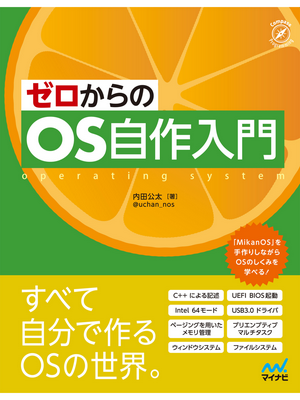 Compass
ゼロからの
OS自作入門
operating system
内田公太 [著]
@uchan_nos
「MikanOS」を
手作りしながら
OSのしくみを
学べる!
すべて
自分で作る
OSの世界。
C++ による記述
UEFI BIOS起動
Intel 64モード
USB3.0 ドライバ
ページングを用いた
メモリ管理
プリエンプティブ
マルチタスク
ウィンドウシステム
ファイルシステム
マイナビ